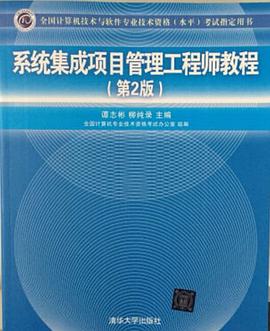 全国计算机技术与软件专业技术资格（水平）考试指定用书
系统集成项目管理工程师教程
（第2版）
谭志彬 柳纯录 主编
全国计算机专业技术资格考试办公室 组编
清华大学出版社